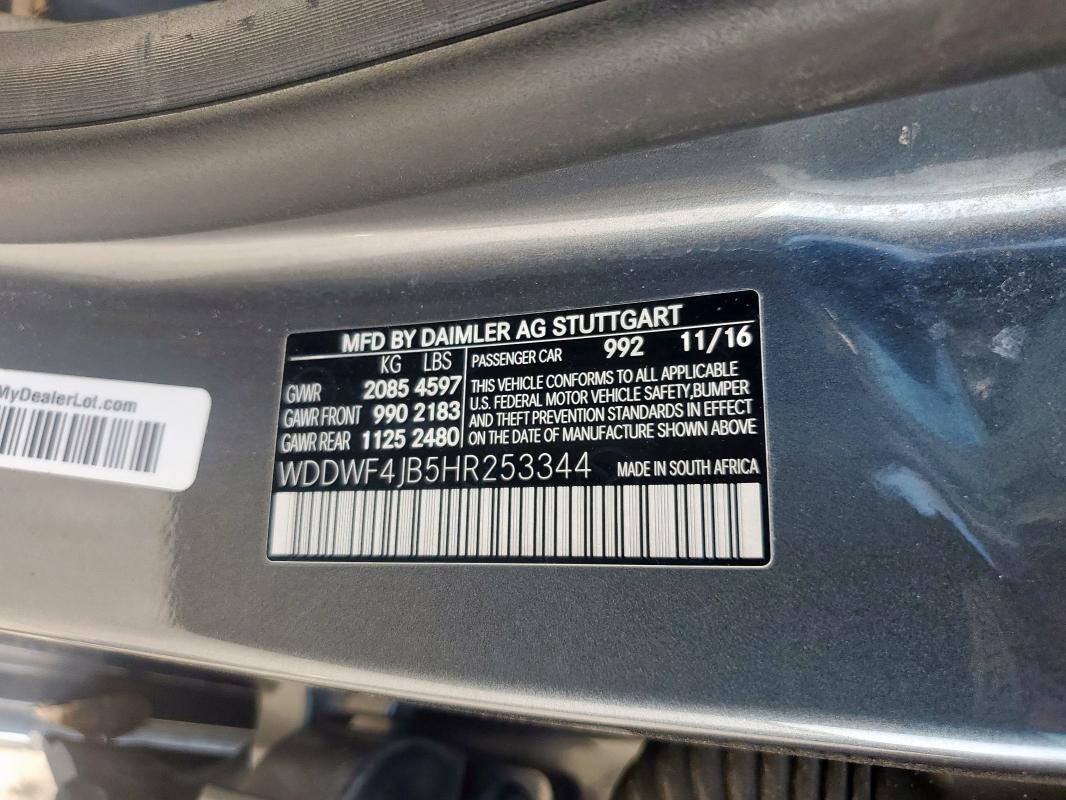 MyDealerLot.com
MFD BY DAIMLER AG STUTTGART
KG LBS
GVWR 2085 4597
GAWR FRONT 990 2183
GAWR REAR 1125 2480
PASSENGER CAR 992 11/16
THIS VEHICLE CONFORMS TO ALL APPLICABLE
U.S. FEDERAL MOTOR VEHICLE SAFETY,BUMPER
AND THEFT PREVENTION STANDARDS IN EFFECT
ON THE DATE OF MANUFACTURE SHOWN ABOVE
WDDWF4JB5HR253344 MADE IN SOUTH AFRICA